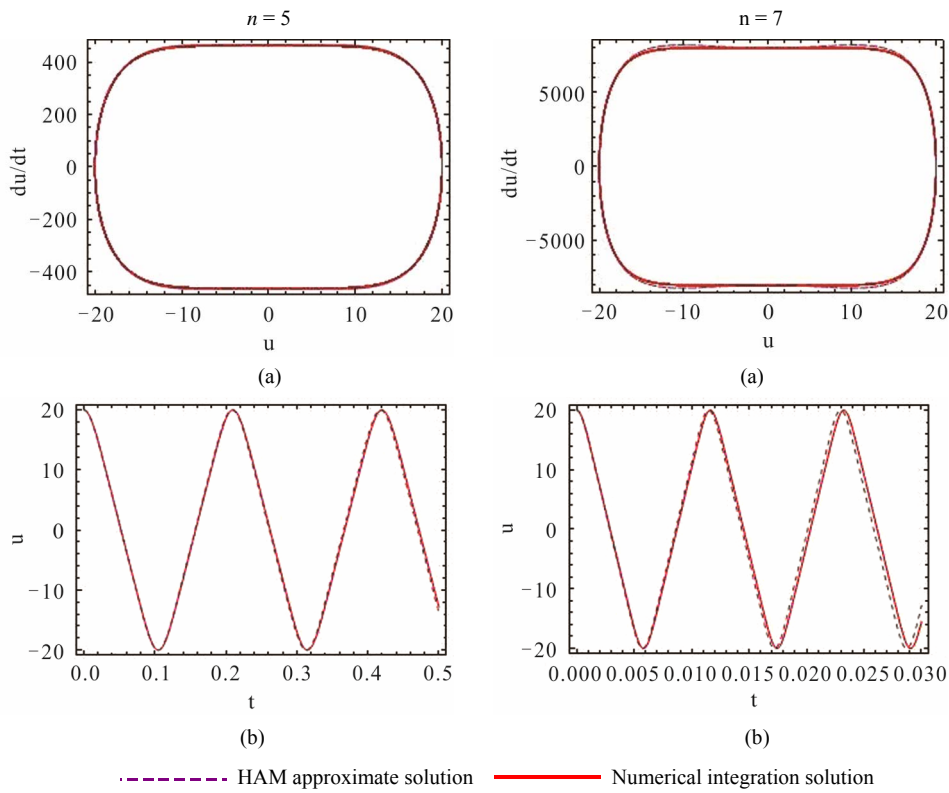 n = 5
n = 7
400
200
0
−200
−400
du/dt
−20
−10
0
10
20
u
(a)
5000
0
−5000
du/dt
−20
−10
0
10
20
u
(a)
20
10
0
−10
−20
u
0.0
0.1
0.2
0.3
0.4
0.5
t
(b)
20
10
0
−10
−20
u
0.000
0.005
0.010
0.015
0.020
0.025
0.030
t
(b)
HAM approximate solution
Numerical integration solution